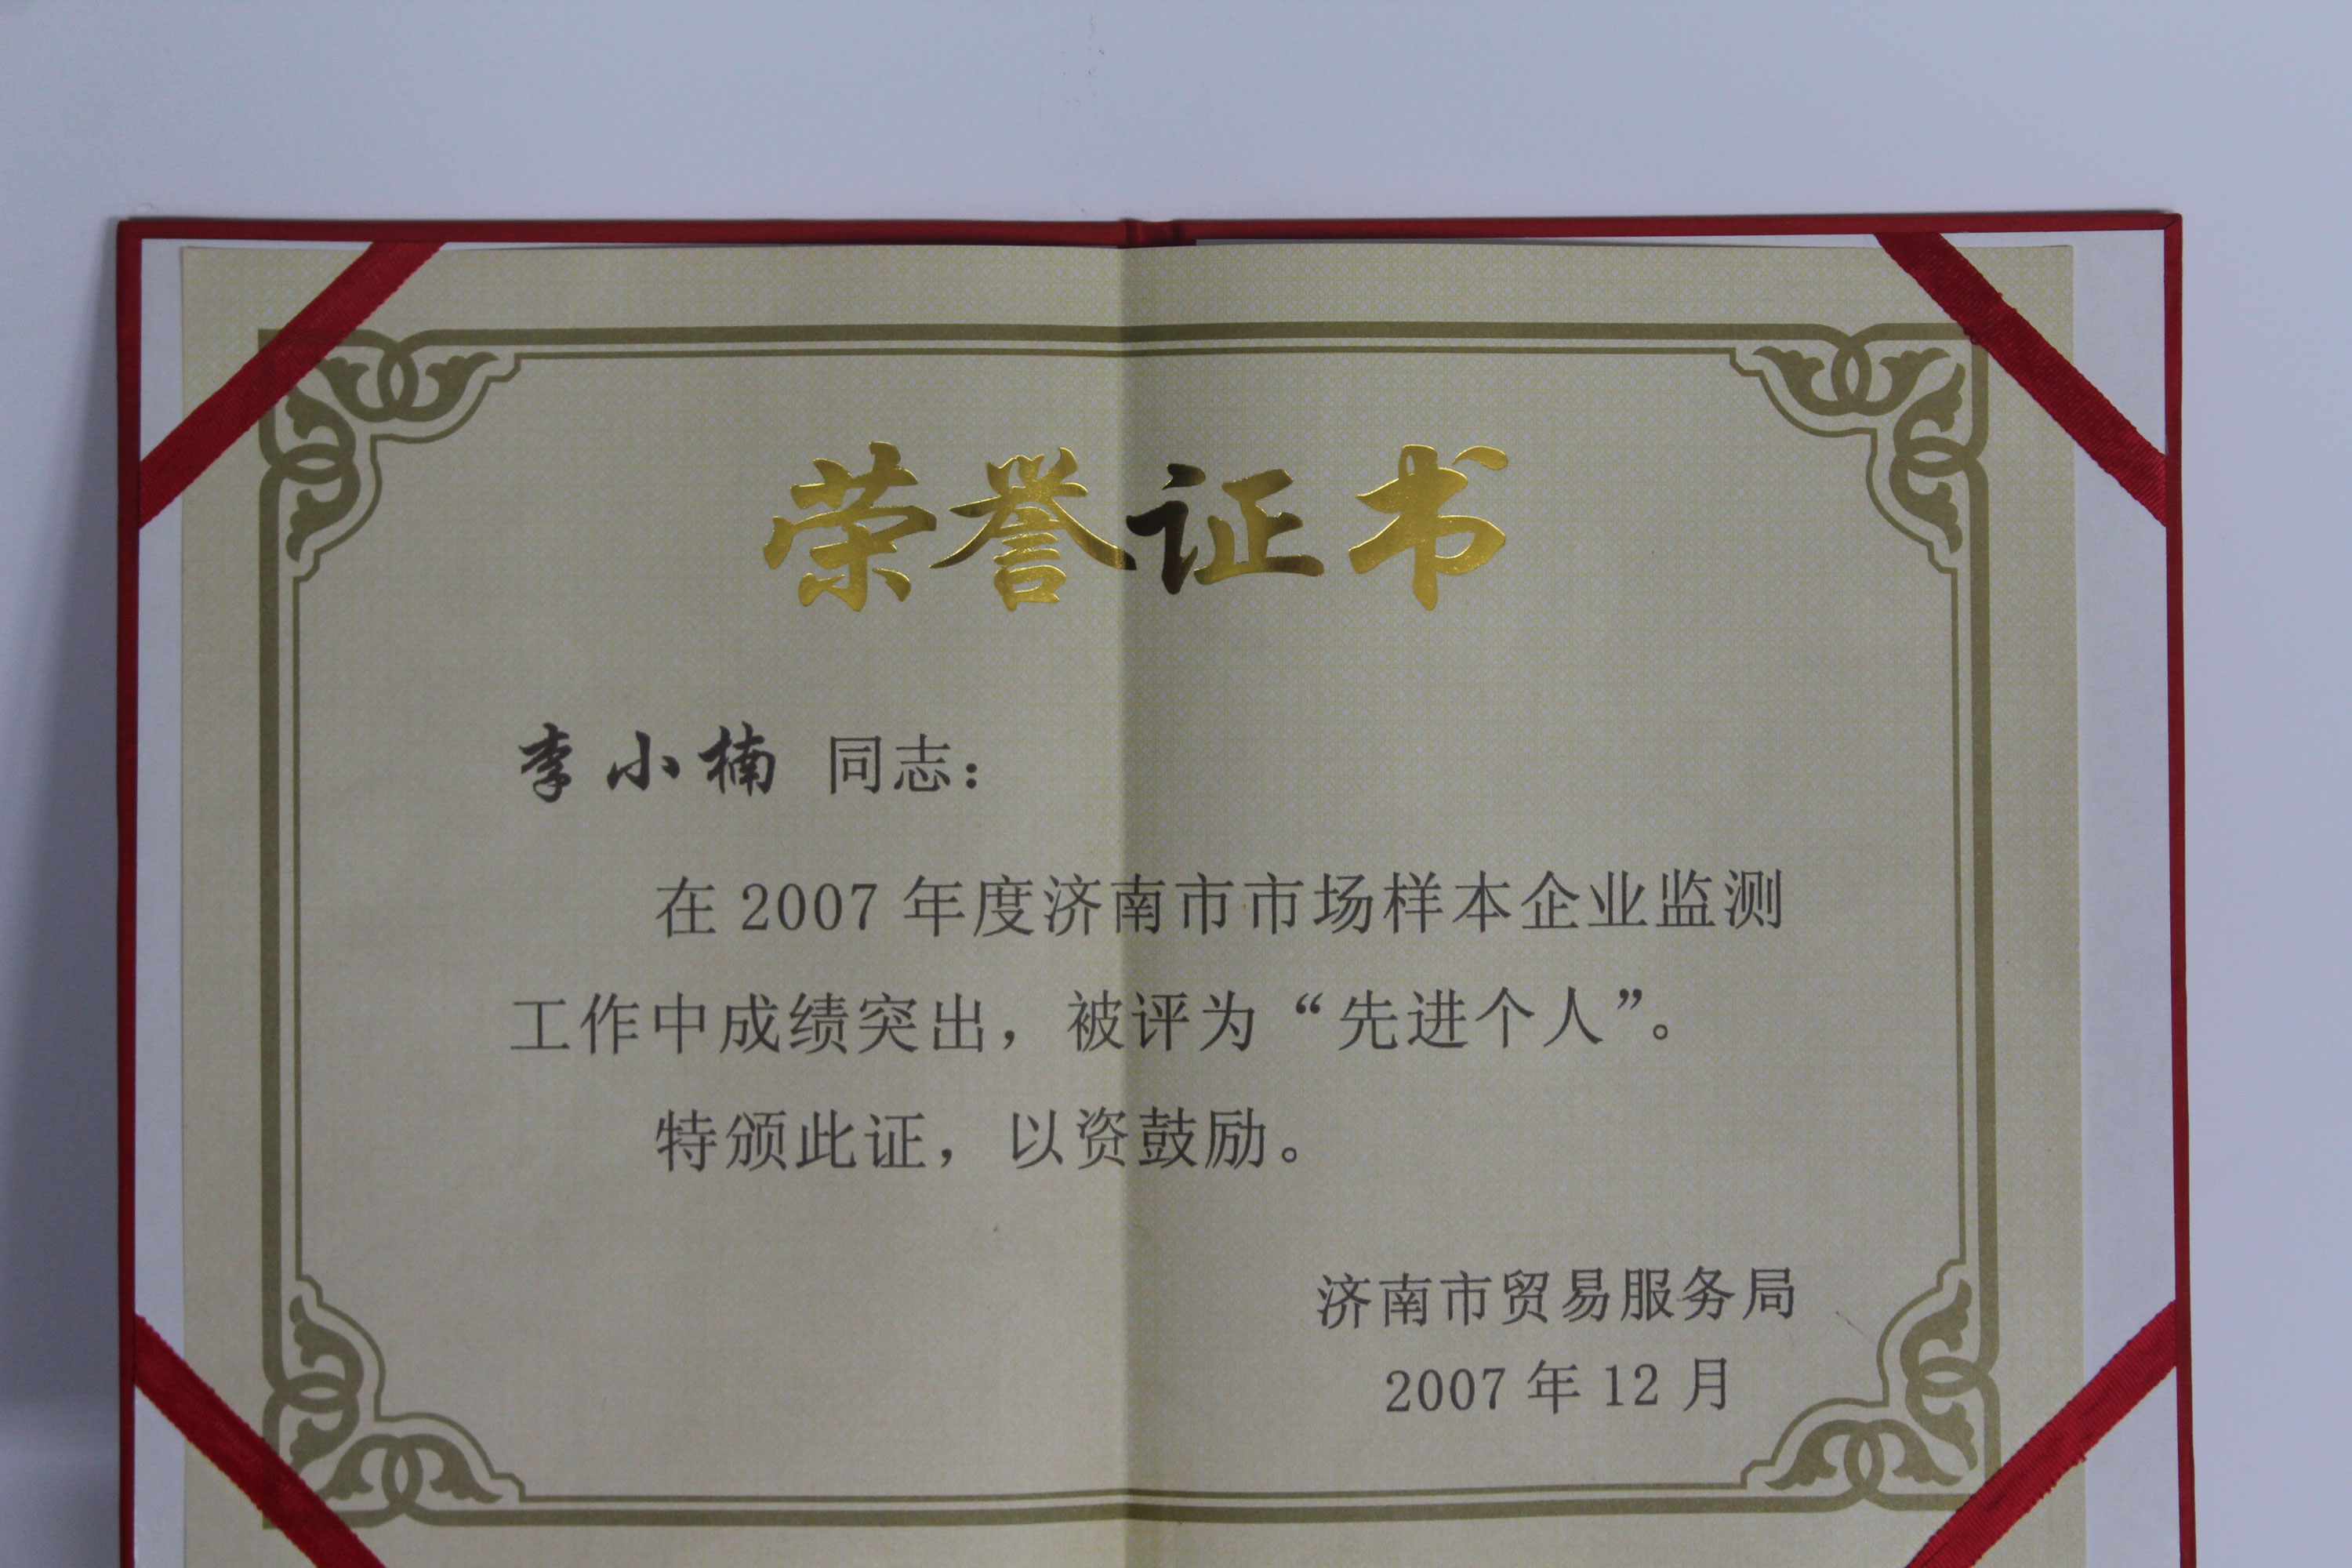 荣誉证书
李小楠 同志：
在 2007 年度济南市市场样本企业监测
工作中成绩突出，被评为“先进个人”。
特颁此证，以资鼓励。
济南市贸易服务局
2007 年 12 月